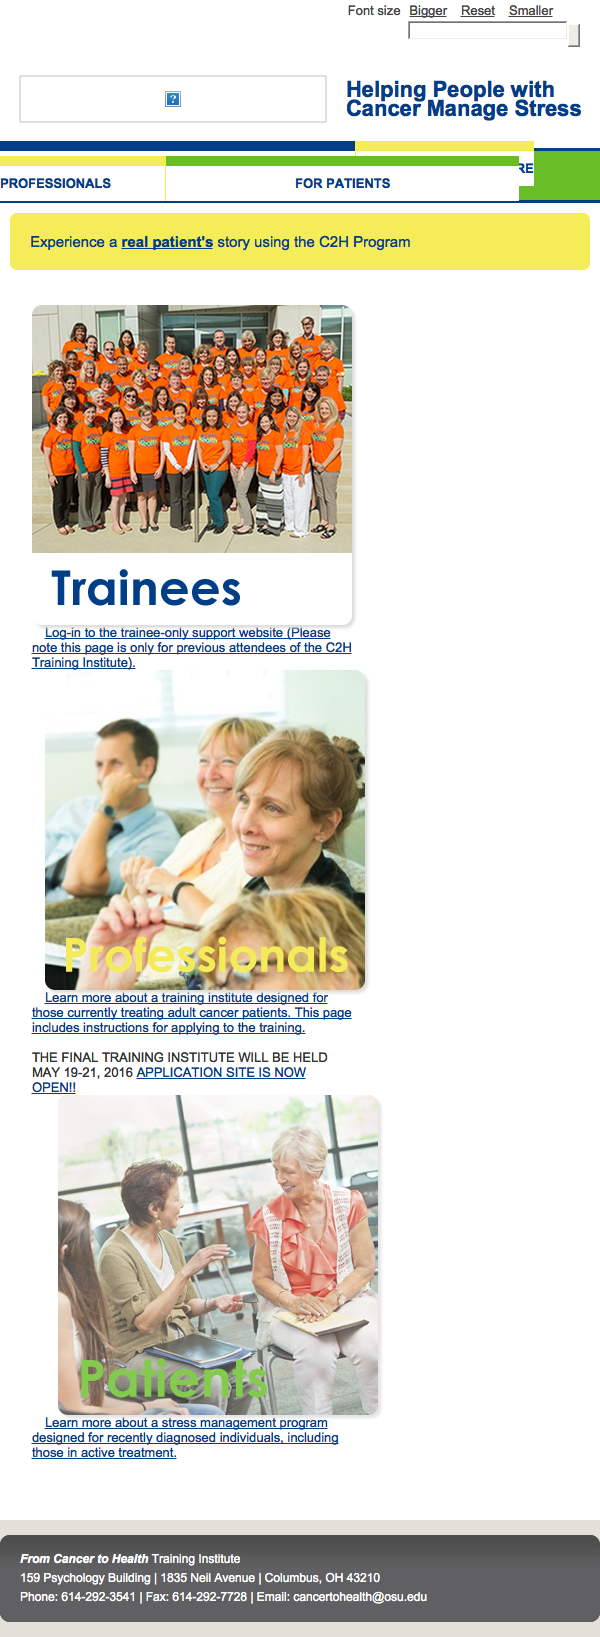 Font size Bigger Reset Smaller
Helping People with
Cancer Manage Stress
RE
PROFESSIONALS
FOR PATIENTS
Experience a real patient's story using the C2H Program
Trainees
Log-in to the trainee-only support website (Please
note this page is only for previous attendees of the C2H
Training Institute).
Professionals
Learn more about a training institute designed for
those currently treating adult cancer patients. This page
includes instructions for applying to the training.
THE FINAL TRAINING INSTITUTE WILL BE HELD
MAY 19-21, 2016 APPLICATION SITE IS NOW
OPEN!!
Patients
Learn more about a stress management program
designed for recently diagnosed individuals, including
those in active treatment.
From Cancer to Health Training Institute
159 Psychology Building | 1835 Neil Avenue | Columbus, OH 43210
Phone: 614-292-3541 | Fax: 614-292-7728 | Email: cancertohealth@osu.edu